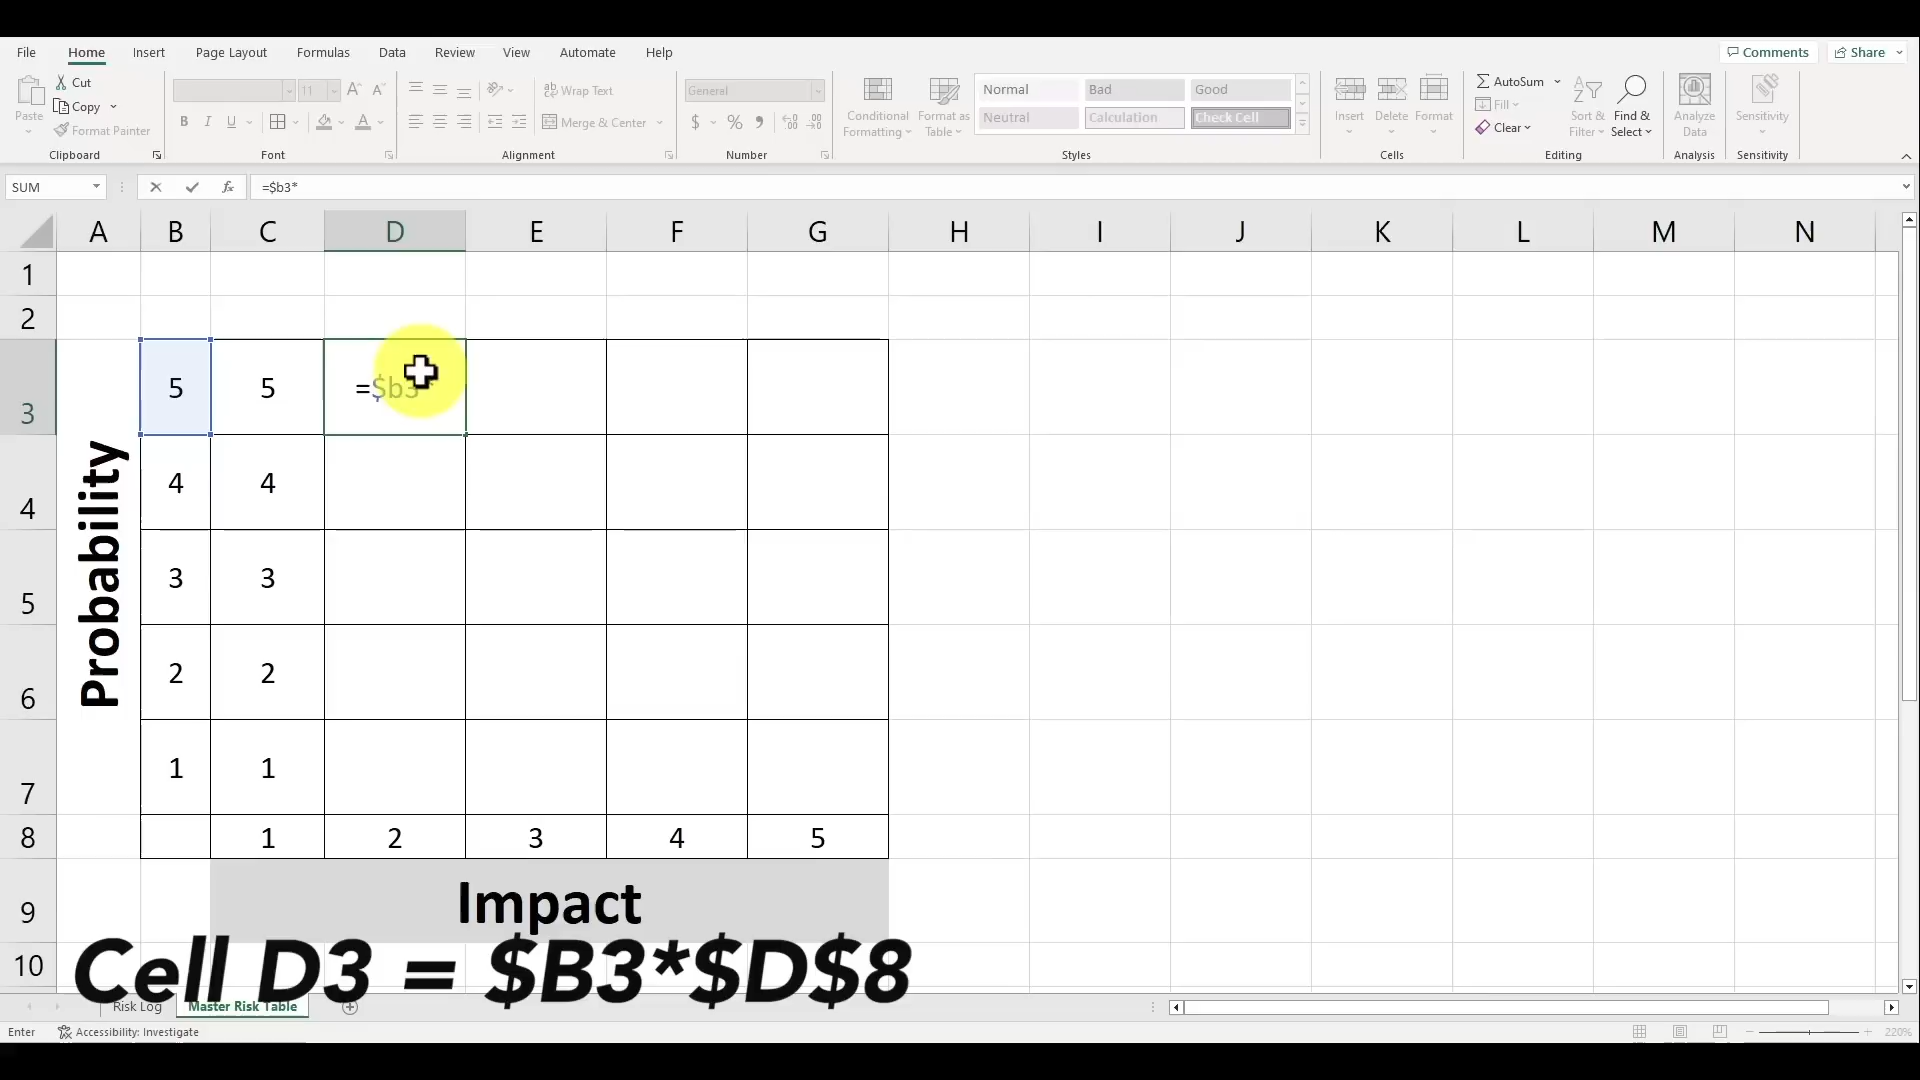 File Home Insert Page Layout Formulas Data Review View Automate Help Comments Share
Paste Cut Copy Format Painter
11 A A B I U A
ab Wrap Text Merge & Center
General $ % 9
Conditional Formatting Format as Table
Normal Bad Good
Neutral Calculation Check Cell
Insert Delete Format
AutoSum Fill Clear Sort & Filter Find & Select
Analyze Data Sensitivity
Clipboard Font Alignment Number Styles Cells Editing Analysis Sensitivity
SUM fx =$b3*
A B C D E F G H I J K L M N
1
2
3 5 5 =$b3*
4 4 4
5 3 3
6 2 2
7 1 1
Probability
8 1 2 3 4 5
9 Impact
10
Cell D3 = $B3*$D$8
Risk Log Master Risk Table
Enter Accessibility: Investigate 220%